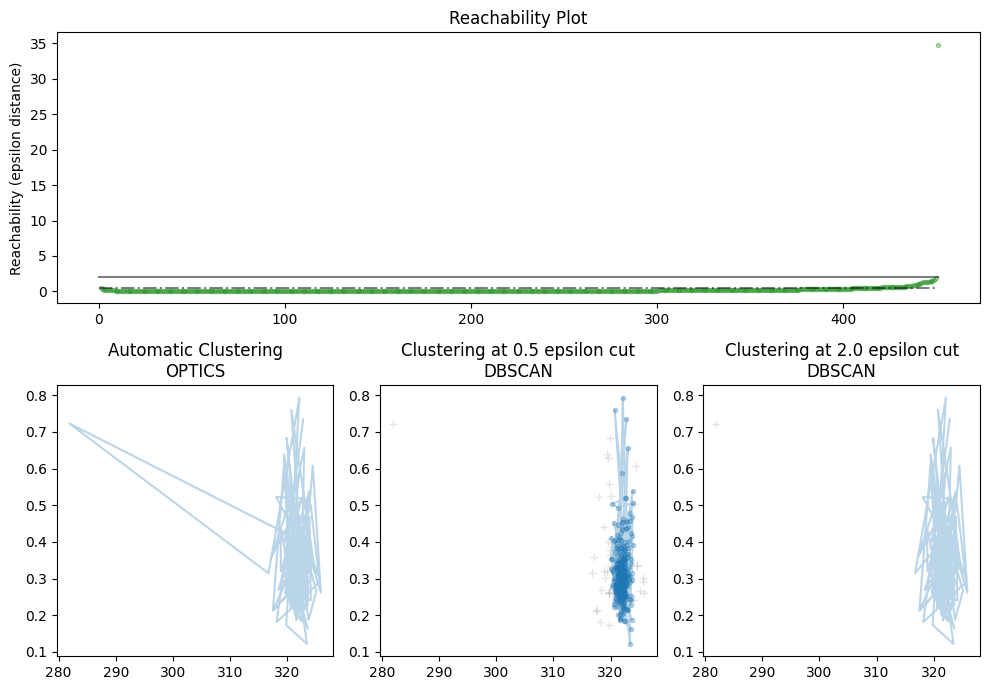 Reachability Plot
Reachability (epsilon distance)
35
30
25
20
15
10
5
0
0 100 200 300 400
Automatic Clustering
OPTICS
0.8
0.7
0.6
0.5
0.4
0.3
0.2
0.1
280 290 300 310 320
Clustering at 0.5 epsilon cut
DBSCAN
0.8
0.7
0.6
0.5
0.4
0.3
0.2
0.1
280 290 300 310 320
Clustering at 2.0 epsilon cut
DBSCAN
0.8
0.7
0.6
0.5
0.4
0.3
0.2
0.1
280 290 300 310 320